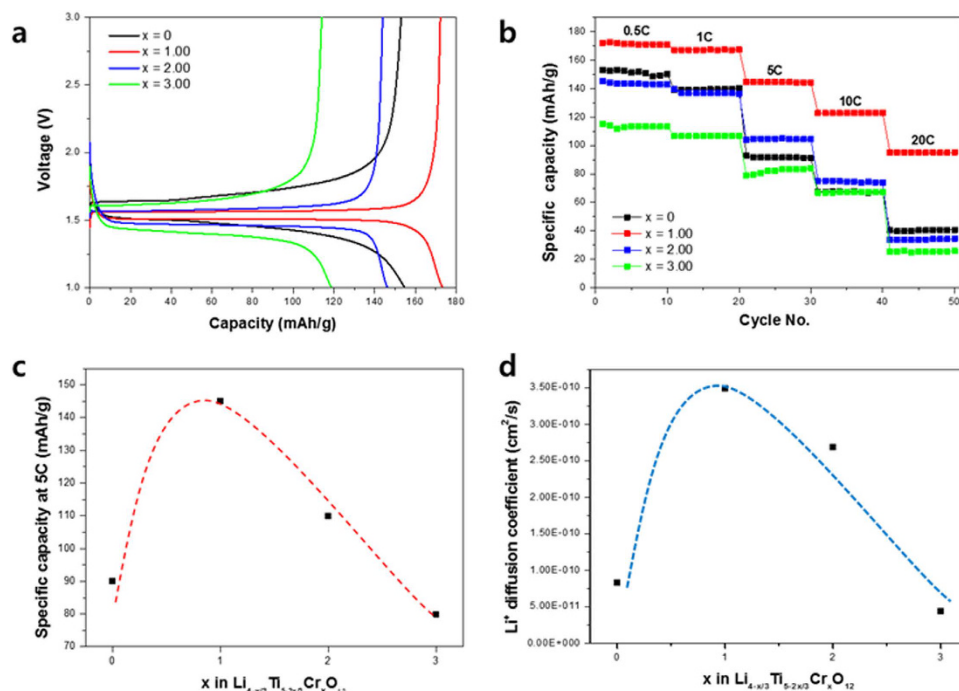 a
3.0
2.5
2.0
1.5
1.0
Voltage (V)
x = 0
x = 1.00
x = 2.00
x = 3.00
0 20 40 60 80 100 120 140 160 180
Capacity (mAh/g)
b
180
160
140
120
100
80
60
40
20
0
Specific capacity (mAh/g)
0.5C
1C
5C
10C
20C
x = 0
x = 1.00
x = 2.00
x = 3.00
0 10 20 30 40 50
Cycle No.
c
150
140
130
120
110
100
90
80
70
Specific capacity at 5C (mAh/g)
0 1 2 3
x in
d
3.50E-010
3.00E-010
2.50E-010
2.00E-010
1.50E-010
1.00E-010
5.00E-011
0.00E+000
Li⁺ diffusion coefficient (cm²/s)
0 1 2 3
x in Li₄₋ₓ/₃Ti₅₋₂ₓ/₃CrₓO₁₂